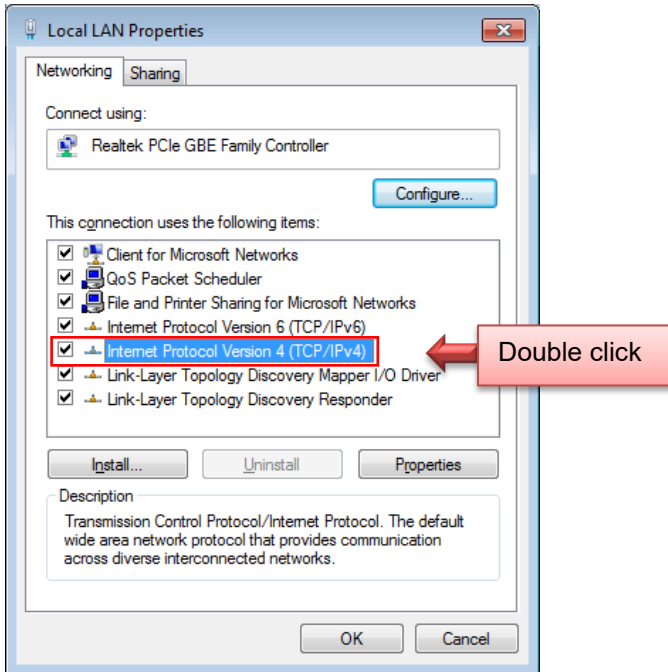 Local LAN Properties
Networking
Sharing
Connect using:
Realtek PCIe GBE Family Controller
Configure...
This connection uses the following items:
Client for Microsoft Networks
QoS Packet Scheduler
File and Printer Sharing for Microsoft Networks
Internet Protocol Version 6 (TCP/IPv6)
Internet Protocol Version 4 (TCP/IPv4)
Double click
Link-Layer Topology Discovery Mapper I/O Driver
Link-Layer Topology Discovery Responder
Install...
Uninstall
Properties
Description
Transmission Control Protocol/Internet Protocol. The default
wide area network protocol that provides communication
across diverse interconnected networks.
OK
Cancel